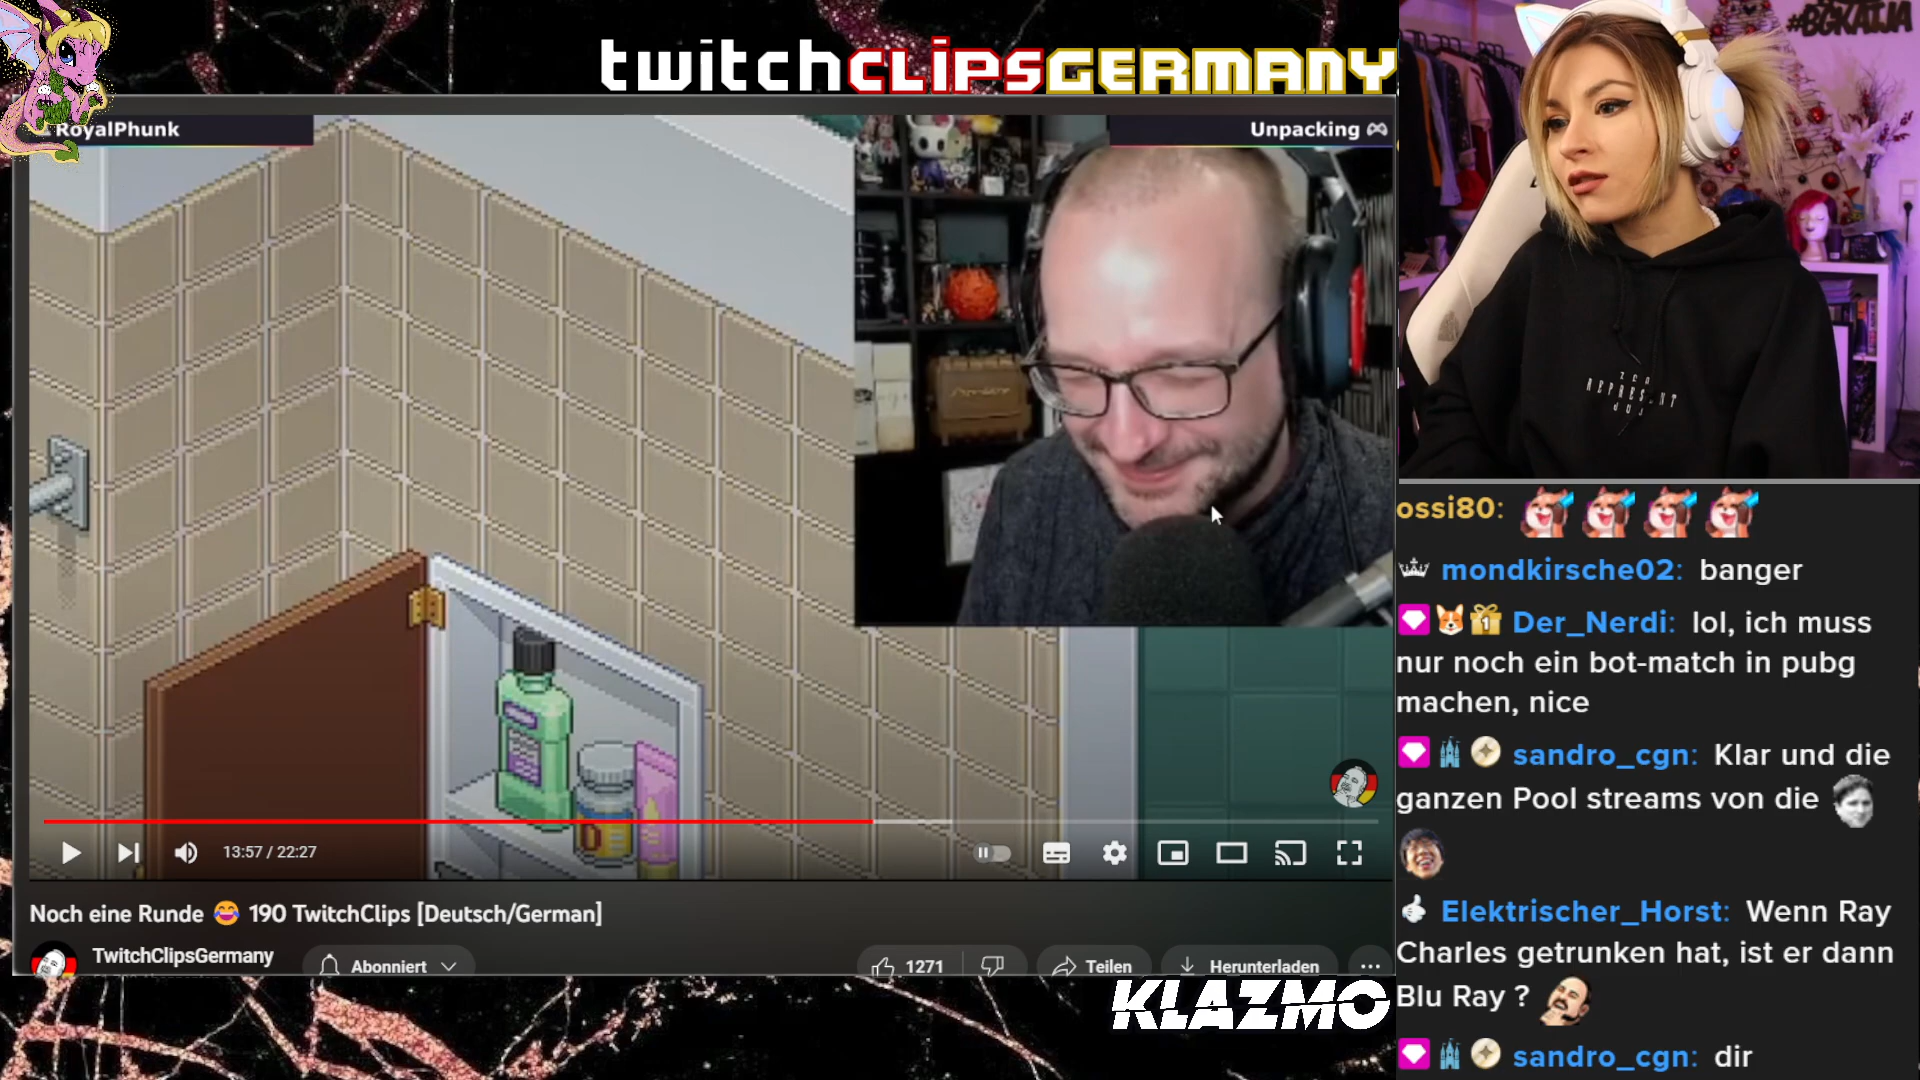 twitchCLIPSGERMANY
RoyalPhunk
Unpacking
#BGKAIJA
REPRESENT
13:57 / 22:27
Noch eine Runde 😂 190 TwitchClips [Deutsch/German]
TwitchClipsGermany
Abonniert
1271
Teilen
Herunterladen
KLAZMO
ossi80:
mondkirsche02: banger
Der_Nerdi: lol, ich muss
nur noch ein bot-match in pubg
machen, nice
sandro_cgn: Klar und die
ganzen Pool streams von die
Elektrischer_Horst: Wenn Ray
Charles getrunken hat, ist er dann
Blu Ray ?
sandro_cgn: dir